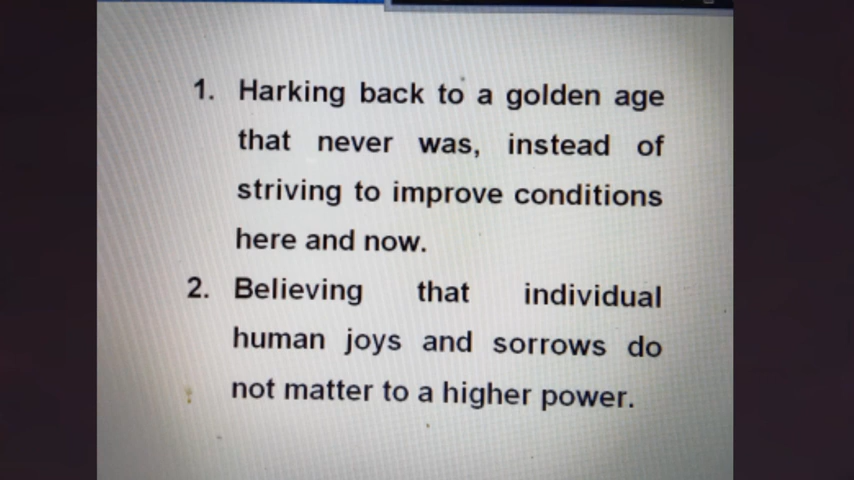 1. Harking back to a golden age
that never was, instead of
striving to improve conditions
here and now.
2. Believing that individual
human joys and sorrows do
not matter to a higher power.